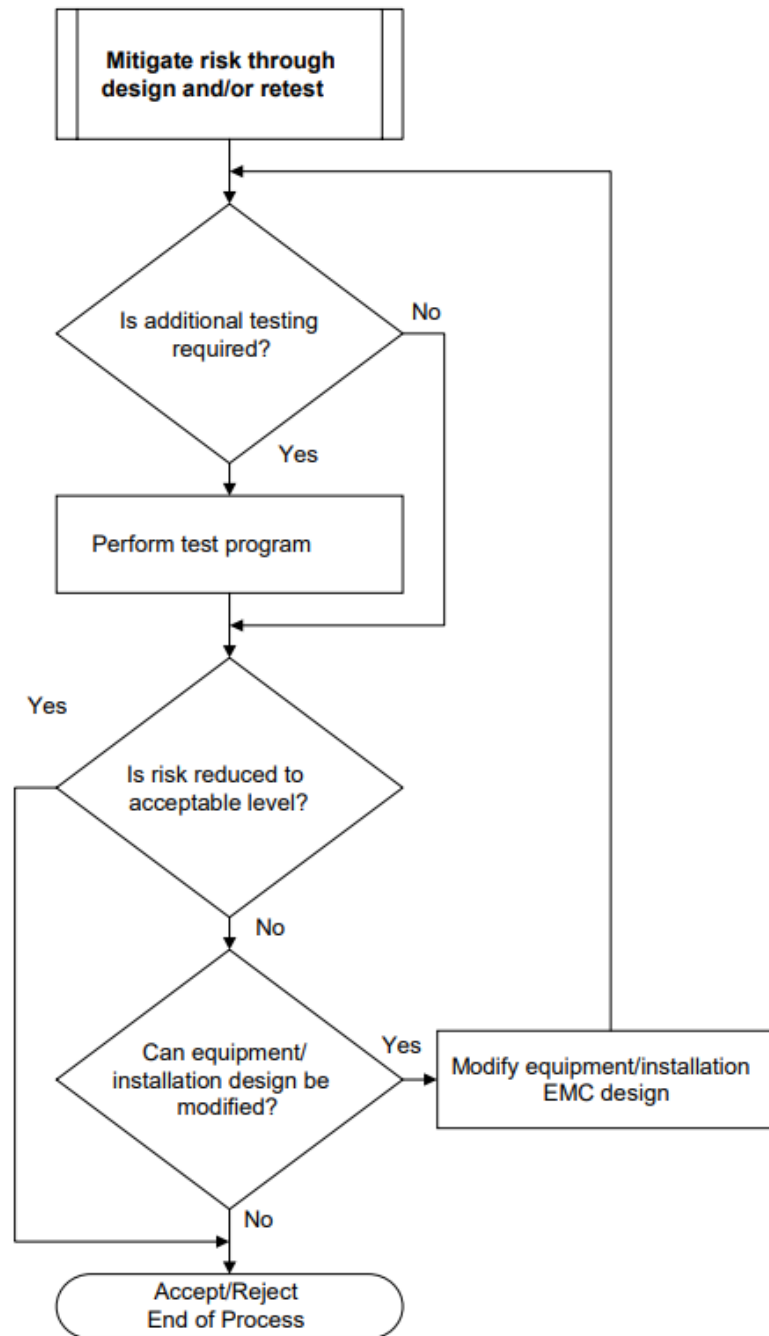 Mitigate risk through
design and/or retest
Is additional testing
required?
No
Yes
Perform test program
Yes
Is risk reduced to
acceptable level?
No
Can equipment/
installation design be
modified?
Yes
Modify equipment/installation
EMC design
No
Accept/Reject
End of Process